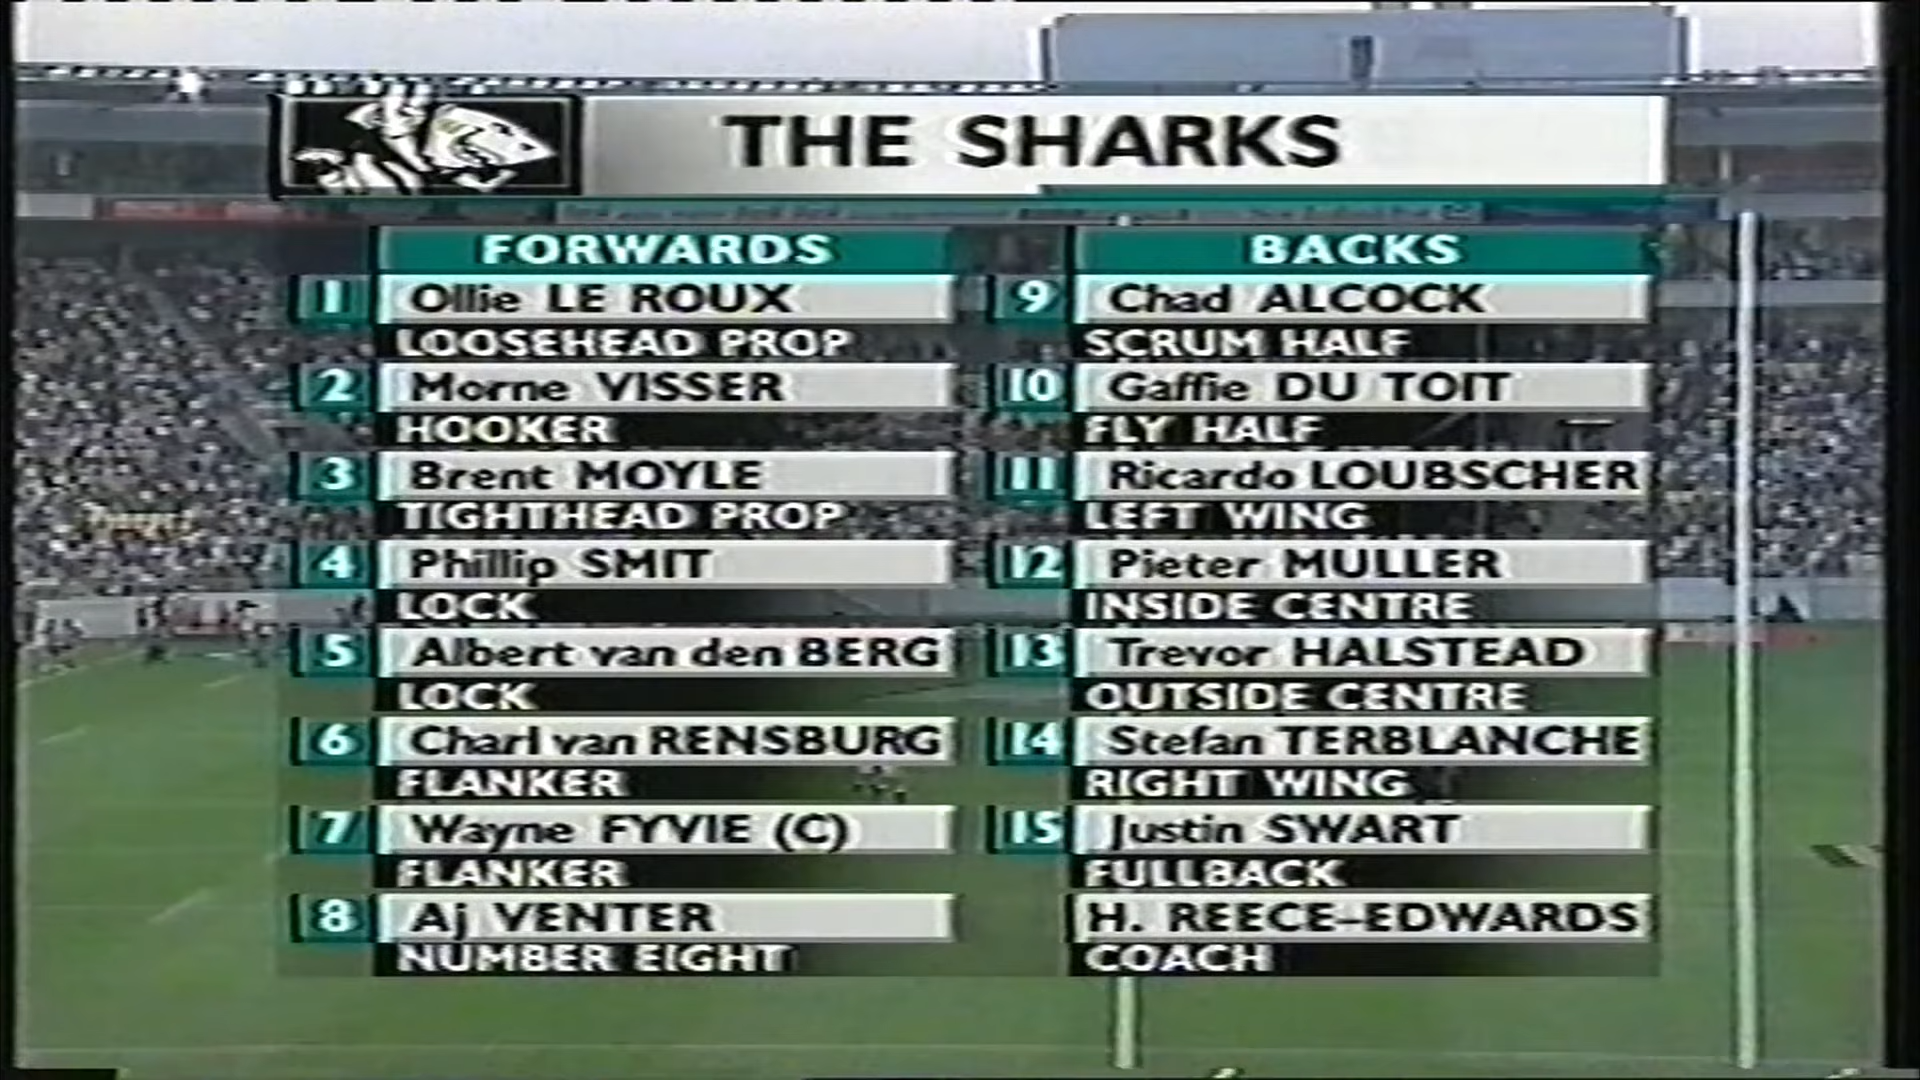 THE SHARKS
FORWARDS
1 Ollie LE ROUX
LOOSEHEAD PROP
2 Morne VISSER
HOOKER
3 Brent MOYLE
TIGHTHEAD PROP
4 Phillip SMIT
LOCK
5 Albert van den BERG
LOCK
6 Charl van RENSBURG
FLANKER
7 Wayne FYVIE (C)
FLANKER
8 Aj VENTER
NUMBER EIGHT
BACKS
9 Chad ALCOCK
SCRUM HALF
10 Gaffie DU TOIT
FLY HALF
11 Ricardo LOUBSCHER
LEFT WING
12 Pieter MULLER
INSIDE CENTRE
13 Trevor HALSTEAD
OUTSIDE CENTRE
14 Stefan TERBLANCHE
RIGHT WING
15 Justin SWART
FULLBACK
H. REECE-EDWARDS
COACH